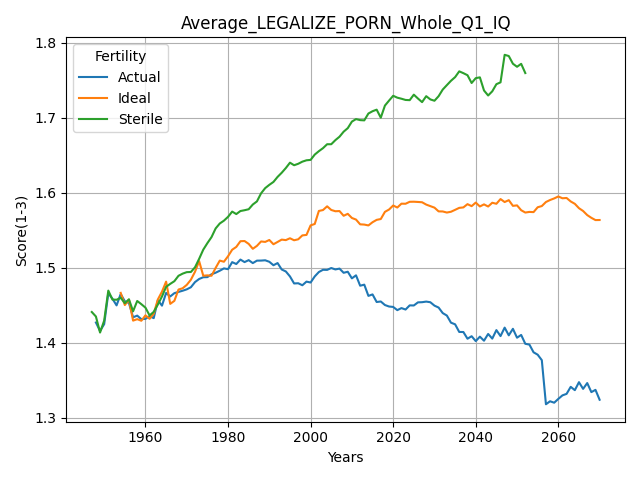 Average_LEGALIZE_PORN_Whole_Q1_IQ
Fertility
Actual
Ideal
Sterile
Score(1-3)
1.8
1.7
1.6
1.5
1.4
1.3
1960 1980 2000 2020 2040 2060
Years